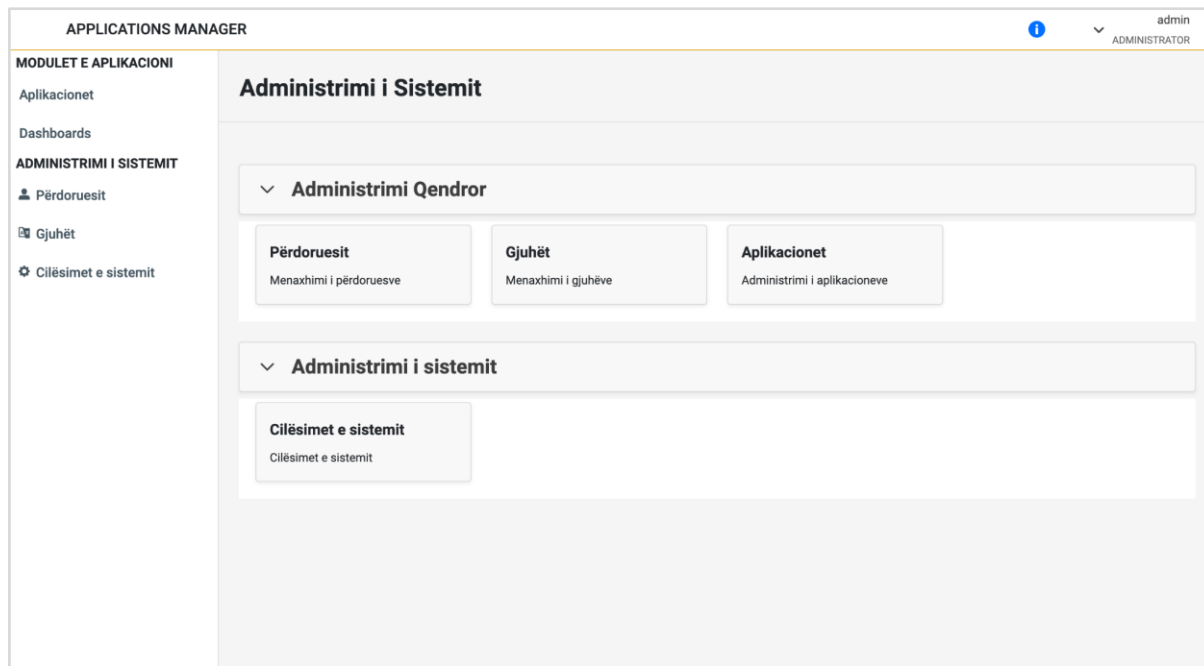 APPLICATIONS MANAGER
admin
ADMINISTRATOR
MODULET E APLIKACIONI
Aplikacionet
Dashboards
ADMINISTRIMI I SISTEMIT
Përdoruesit
Gjuhët
Cilësimet e sistemit
Administrimi i Sistemit
Administrimi Qendror
Përdoruesit
Menaxhimi i përdoruesve
Gjuhët
Menaxhimi i gjuhëve
Aplikacionet
Administrimi i aplikacioneve
Administrimi i sistemit
Cilësimet e sistemit
Cilësimet e sistemit